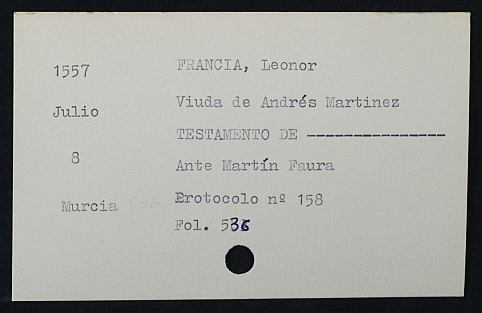 1557
FRANCIA, Leonor
Julio
Viuda de Andrés Martinez
TESTAMENTO DE ---------------
8
Ante Martín Faura
Murcia
Protocolo nº 158
Fol. 536